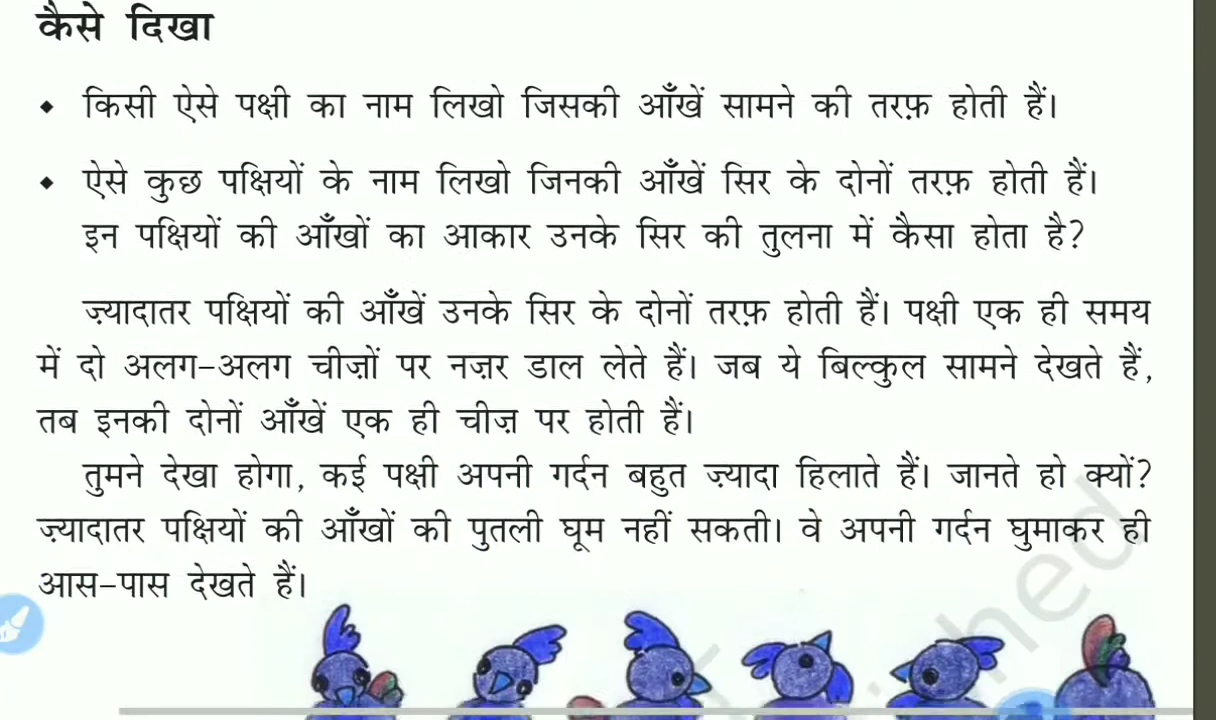 कैसे दिखा
◆ किसी ऐसे पक्षी का नाम लिखो जिसकी आँखें सामने की तरफ़ होती हैं।
◆ ऐसे कुछ पक्षियों के नाम लिखो जिनकी आँखें सिर के दोनों तरफ़ होती हैं।
इन पक्षियों की आँखों का आकार उनके सिर की तुलना में कैसा होता है?
ज़्यादातर पक्षियों की आँखें उनके सिर के दोनों तरफ़ होती हैं। पक्षी एक ही समय
में दो अलग-अलग चीज़ों पर नज़र डाल लेते हैं। जब ये बिल्कुल सामने देखते हैं,
तब इनकी दोनों आँखें एक ही चीज़ पर होती हैं।
तुमने देखा होगा, कई पक्षी अपनी गर्दन बहुत ज़्यादा हिलाते हैं। जानते हो क्यों?
ज़्यादातर पक्षियों की आँखों की पुतली घूम नहीं सकती। वे अपनी गर्दन घुमाकर ही
आस-पास देखते हैं।